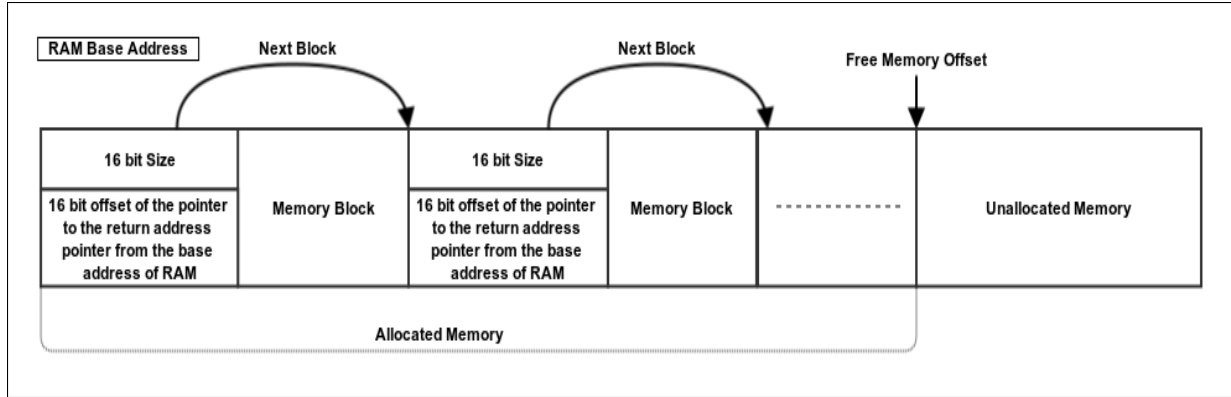 RAM Base Address
Next Block
Next Block
Free Memory Offset
16 bit Size
16 bit offset of the pointer
to the return address
pointer from the base
address of RAM
Memory Block
16 bit Size
16 bit offset of the pointer
to the return address
pointer from the base
address of RAM
Memory Block
Unallocated Memory
Allocated Memory